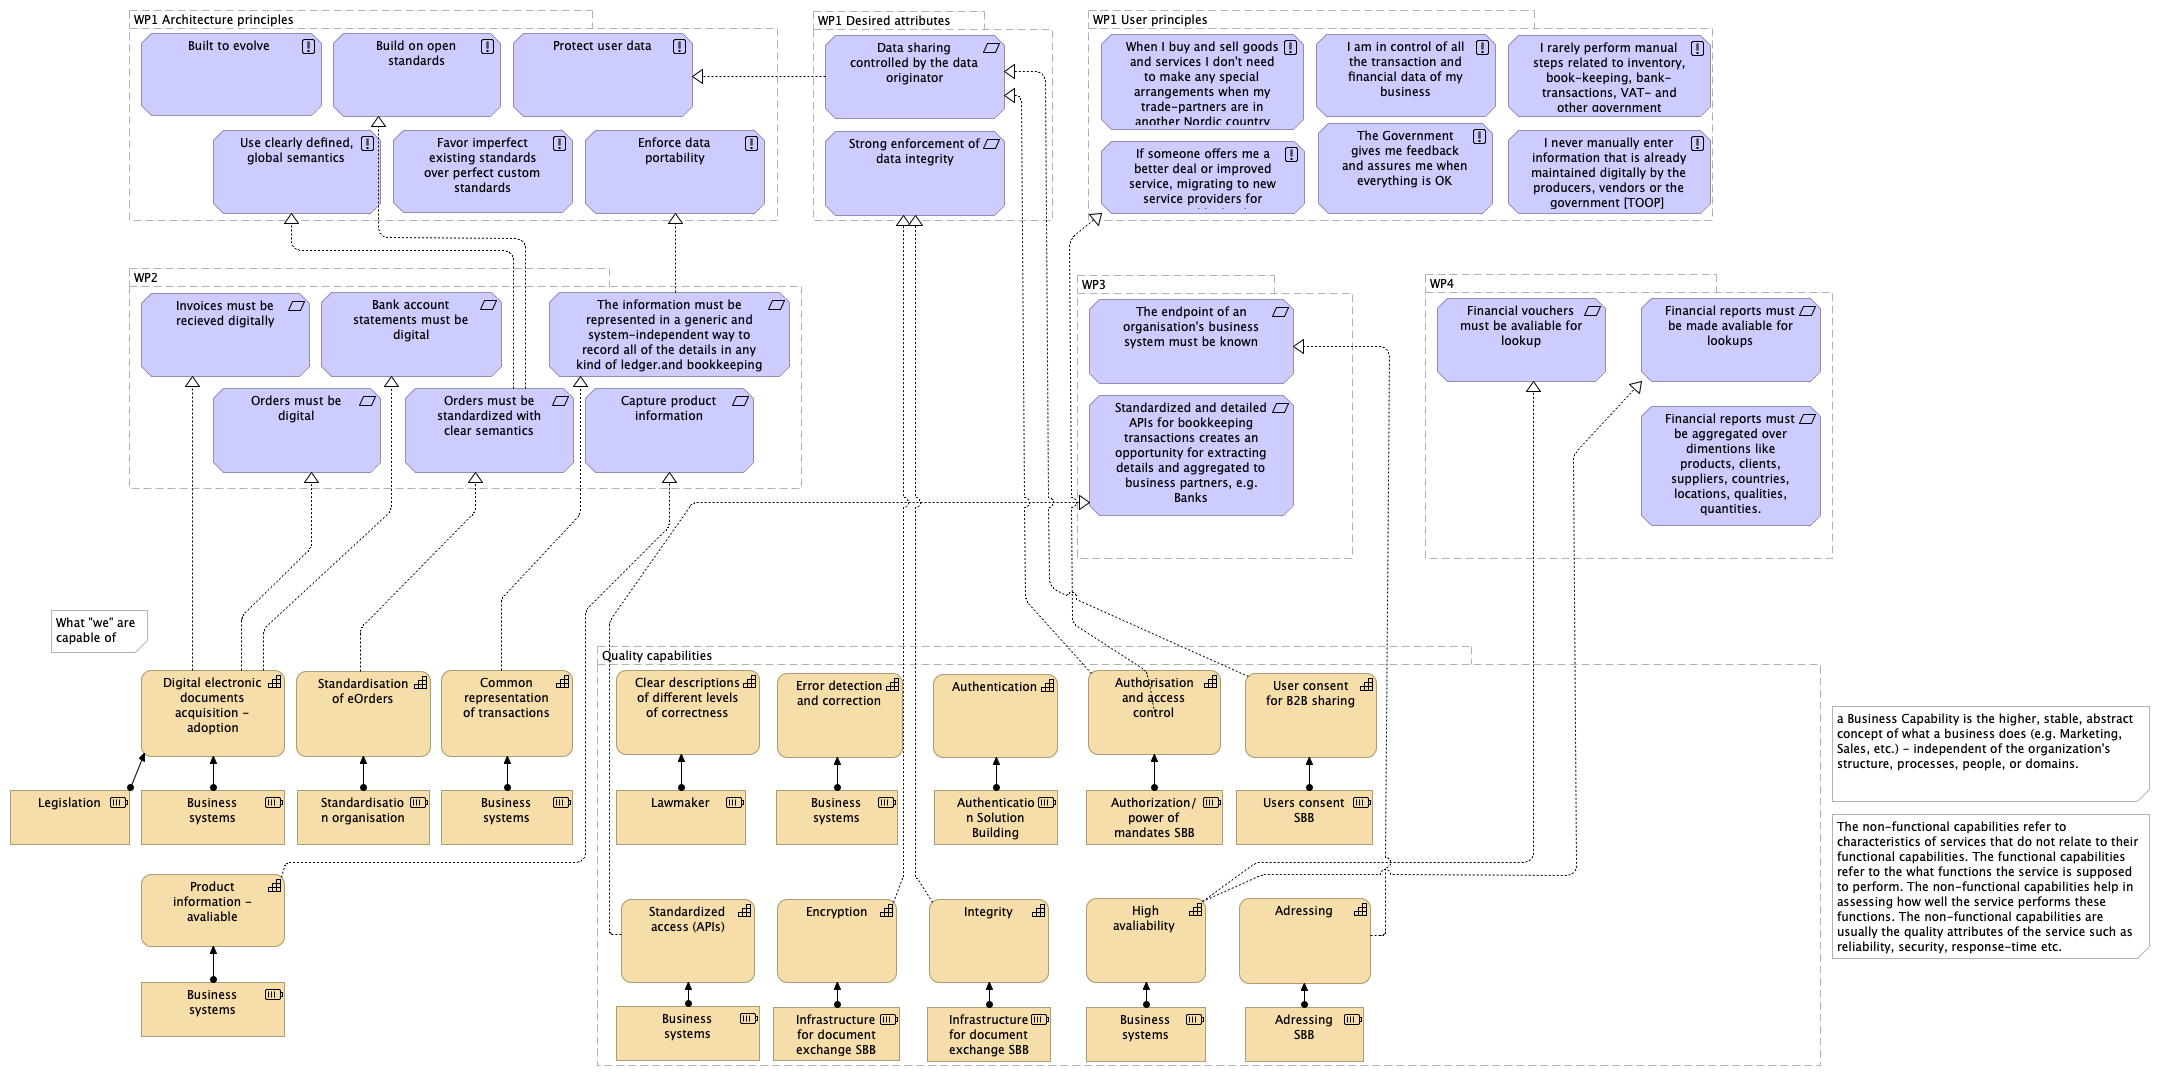 WP1 Architecture principles
Built to evolve
Build on open
standards
Protect user data
Use clearly defined,
global semantics
Favor imperfect
existing standards
over perfect custom
standards
Enforce data
portability
WP1 Desired attributes
Data sharing
controlled by the data
originator
Strong enforcement of
data integrity
WP1 User principles
When I buy and sell goods
and services I don't need
to make any special
arrangements when my
trade-partners are in
another Nordic country
I am in control of all
the transaction and
financial data of my
business
I rarely perform manual
steps related to inventory,
book-keeping, bank-
transactions, VAT- and
other government
If someone offers me a
better deal or improved
service, migrating to new
service providers for
The Government
gives me feedback
and assures me when
everything is OK
I never manually enter
information that is already
maintained digitally by the
producers, vendors or the
government [TOOP]
WP2
Invoices must be
recieved digitally
Bank account
statements must be
digital
The information must be
represented in a generic and
system-independent way to
record all of the details in any
kind of ledger.and bookkeeping
Orders must be
digital
Orders must be
standardized with
clear semantics
Capture product
information
WP3
The endpoint of an
organisation's business
system must be known
Standardized and detailed
APIs for bookkeeping
transactions creates an
opportunity for extracting
details and aggregated to
business partners, e.g.
Banks
WP4
Financial vouchers
must be avaliable for
lookup
Financial reports must
be made avaliable for
lookups
Financial reports must
be aggregated over
dimentions like
products, clients,
suppliers, countries,
locations, qualities,
quantities.
What "we" are
capable of
Digital electronic
documents
acquisition -
adoption
Standardisation
of eOrders
Common
representation
of transactions
Legislation
Business
systems
Standardisatio
n organisation
Business
systems
Product
information -
avaliable
Business
systems
Quality capabilities
Clear descriptions
of different levels
of correctness
Error detection
and correction
Authentication
Authorisation
and access
control
User consent
for B2B sharing
Lawmaker
Business
systems
Authenticatio
n Solution
Building
Authorization/
power of
mandates SBB
Users consent
SBB
Standardized
access (APIs)
Encryption
Integrity
High
avaliability
Adressing
Business
systems
Infrastructure
for document
exchange SBB
Infrastructure
for document
exchange SBB
Business
systems
Adressing
SBB
a Business Capability is the higher, stable, abstract
concept of what a business does (e.g. Marketing,
Sales, etc.) - independent of the organization's
structure, processes, people, or domains.
The non-functional capabilities refer to
characteristics of services that do not relate to their
functional capabilities. The functional capabilities
refer to the what functions the service is supposed
to perform. The non-functional capabilities help in
assessing how well the service performs these
functions. The non-functional capabilities are
usually the quality attributes of the service such as
reliability, security, response-time etc.